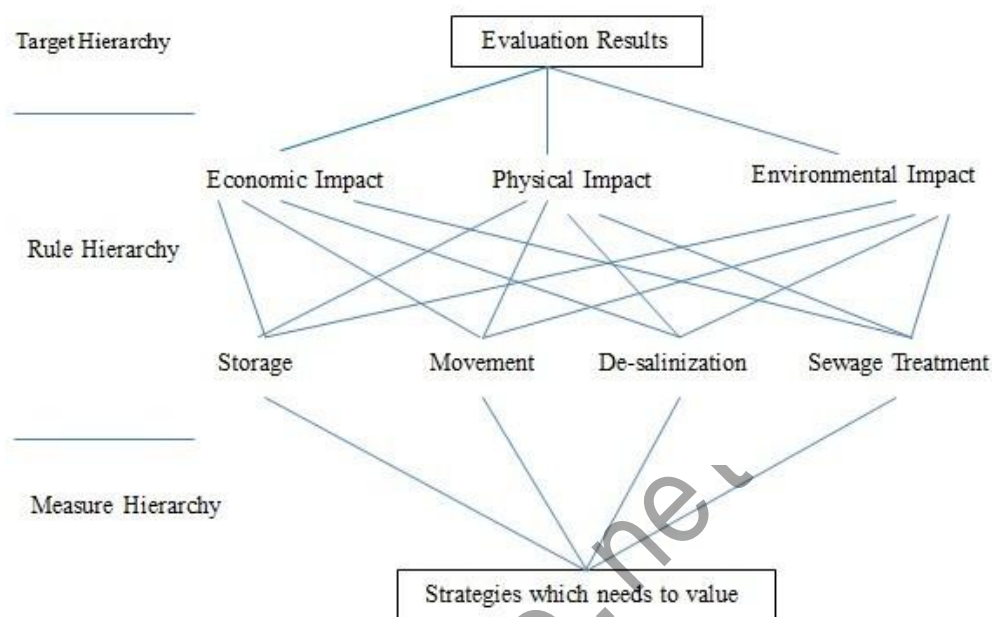 Target Hierarchy
Evaluation Results
Economic Impact
Physical Impact
Environmental Impact
Rule Hierarchy
Storage
Movement
De-salinization
Sewage Treatment
Measure Hierarchy
Strategies which needs to value
.net